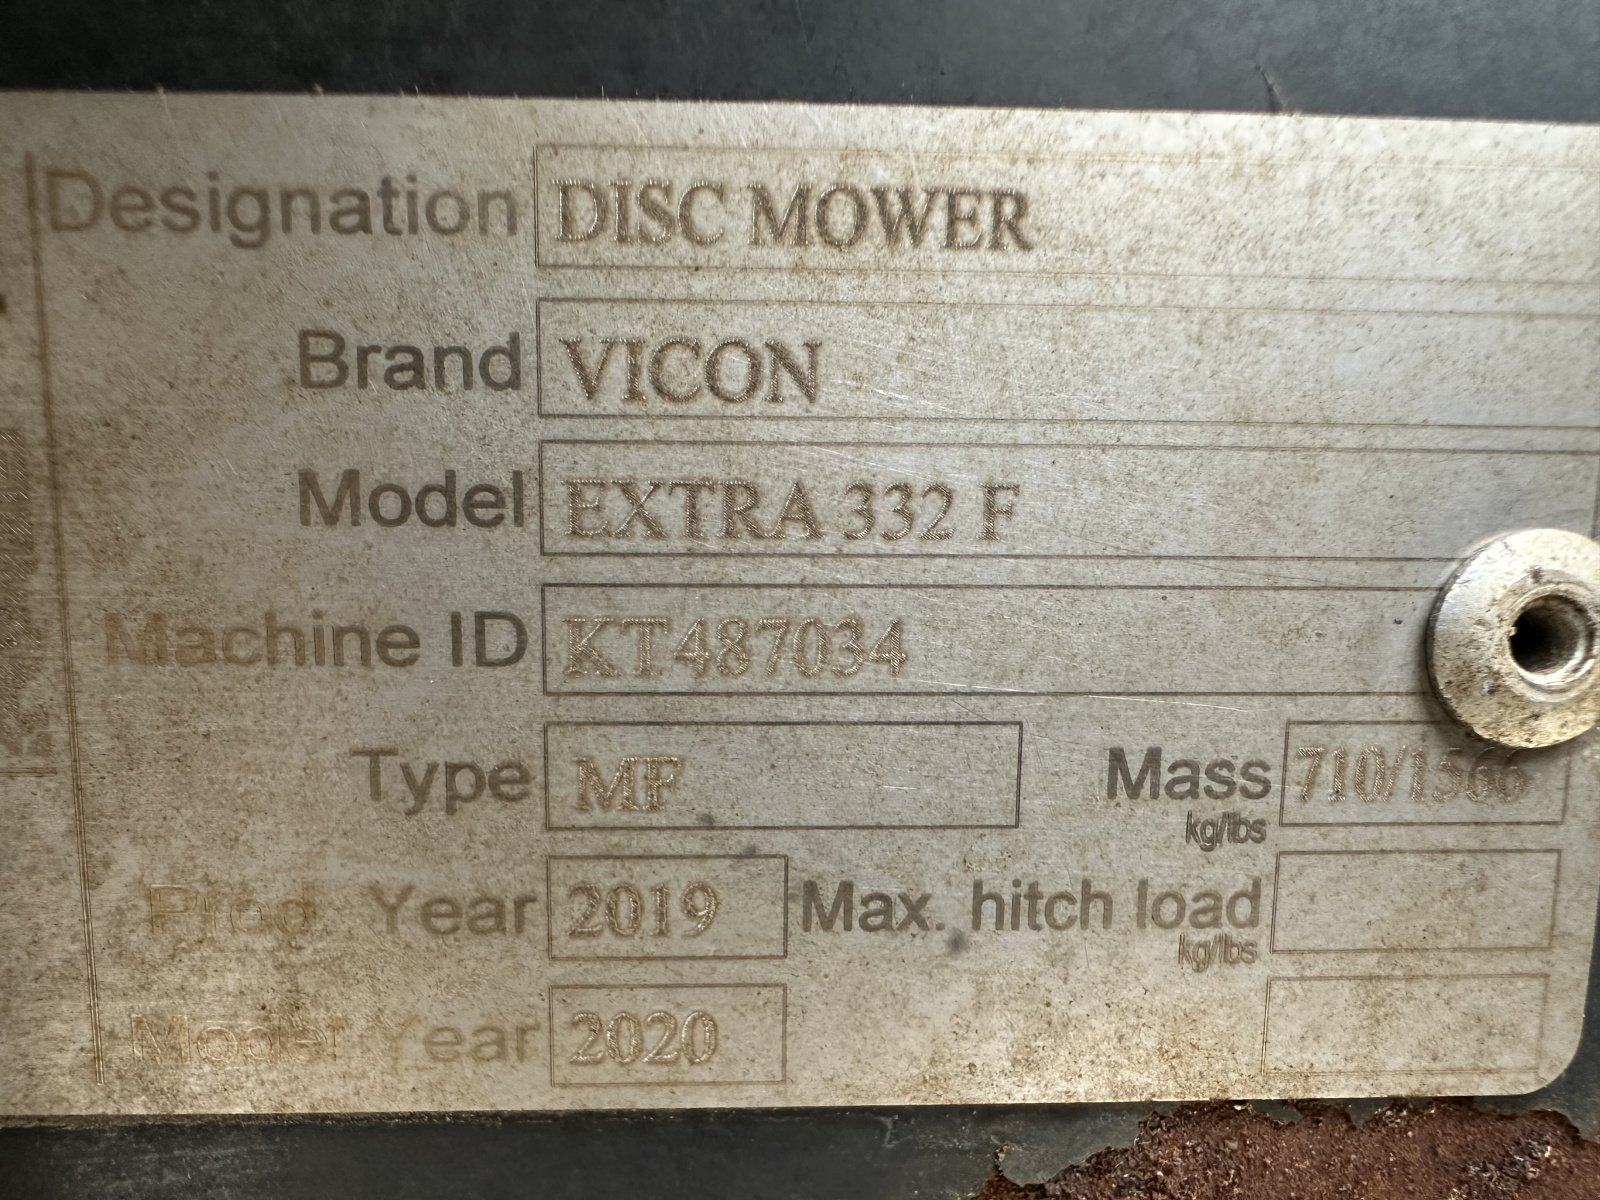 Designation DISC MOWER
Brand VICON
Model EXTRA 332 F
Machine ID KT487034
Type MF Mass kg/lbs 710/1566
Prod. Year 2019 Max. hitch load kg/lbs
Model Year 2020